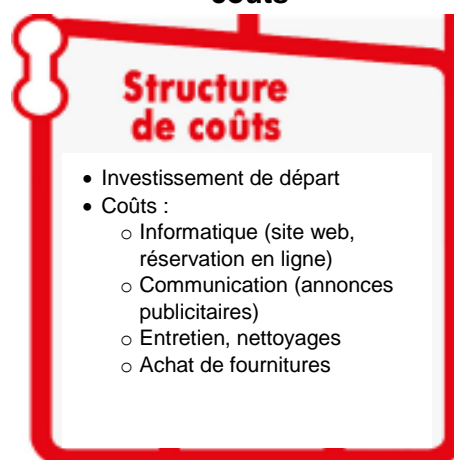 coûts
Structure
de coûts
• Investissement de départ
• Coûts :
o Informatique (site web,
réservation en ligne)
o Communication (annonces
publicitaires)
o Entretien, nettoyages
o Achat de fournitures